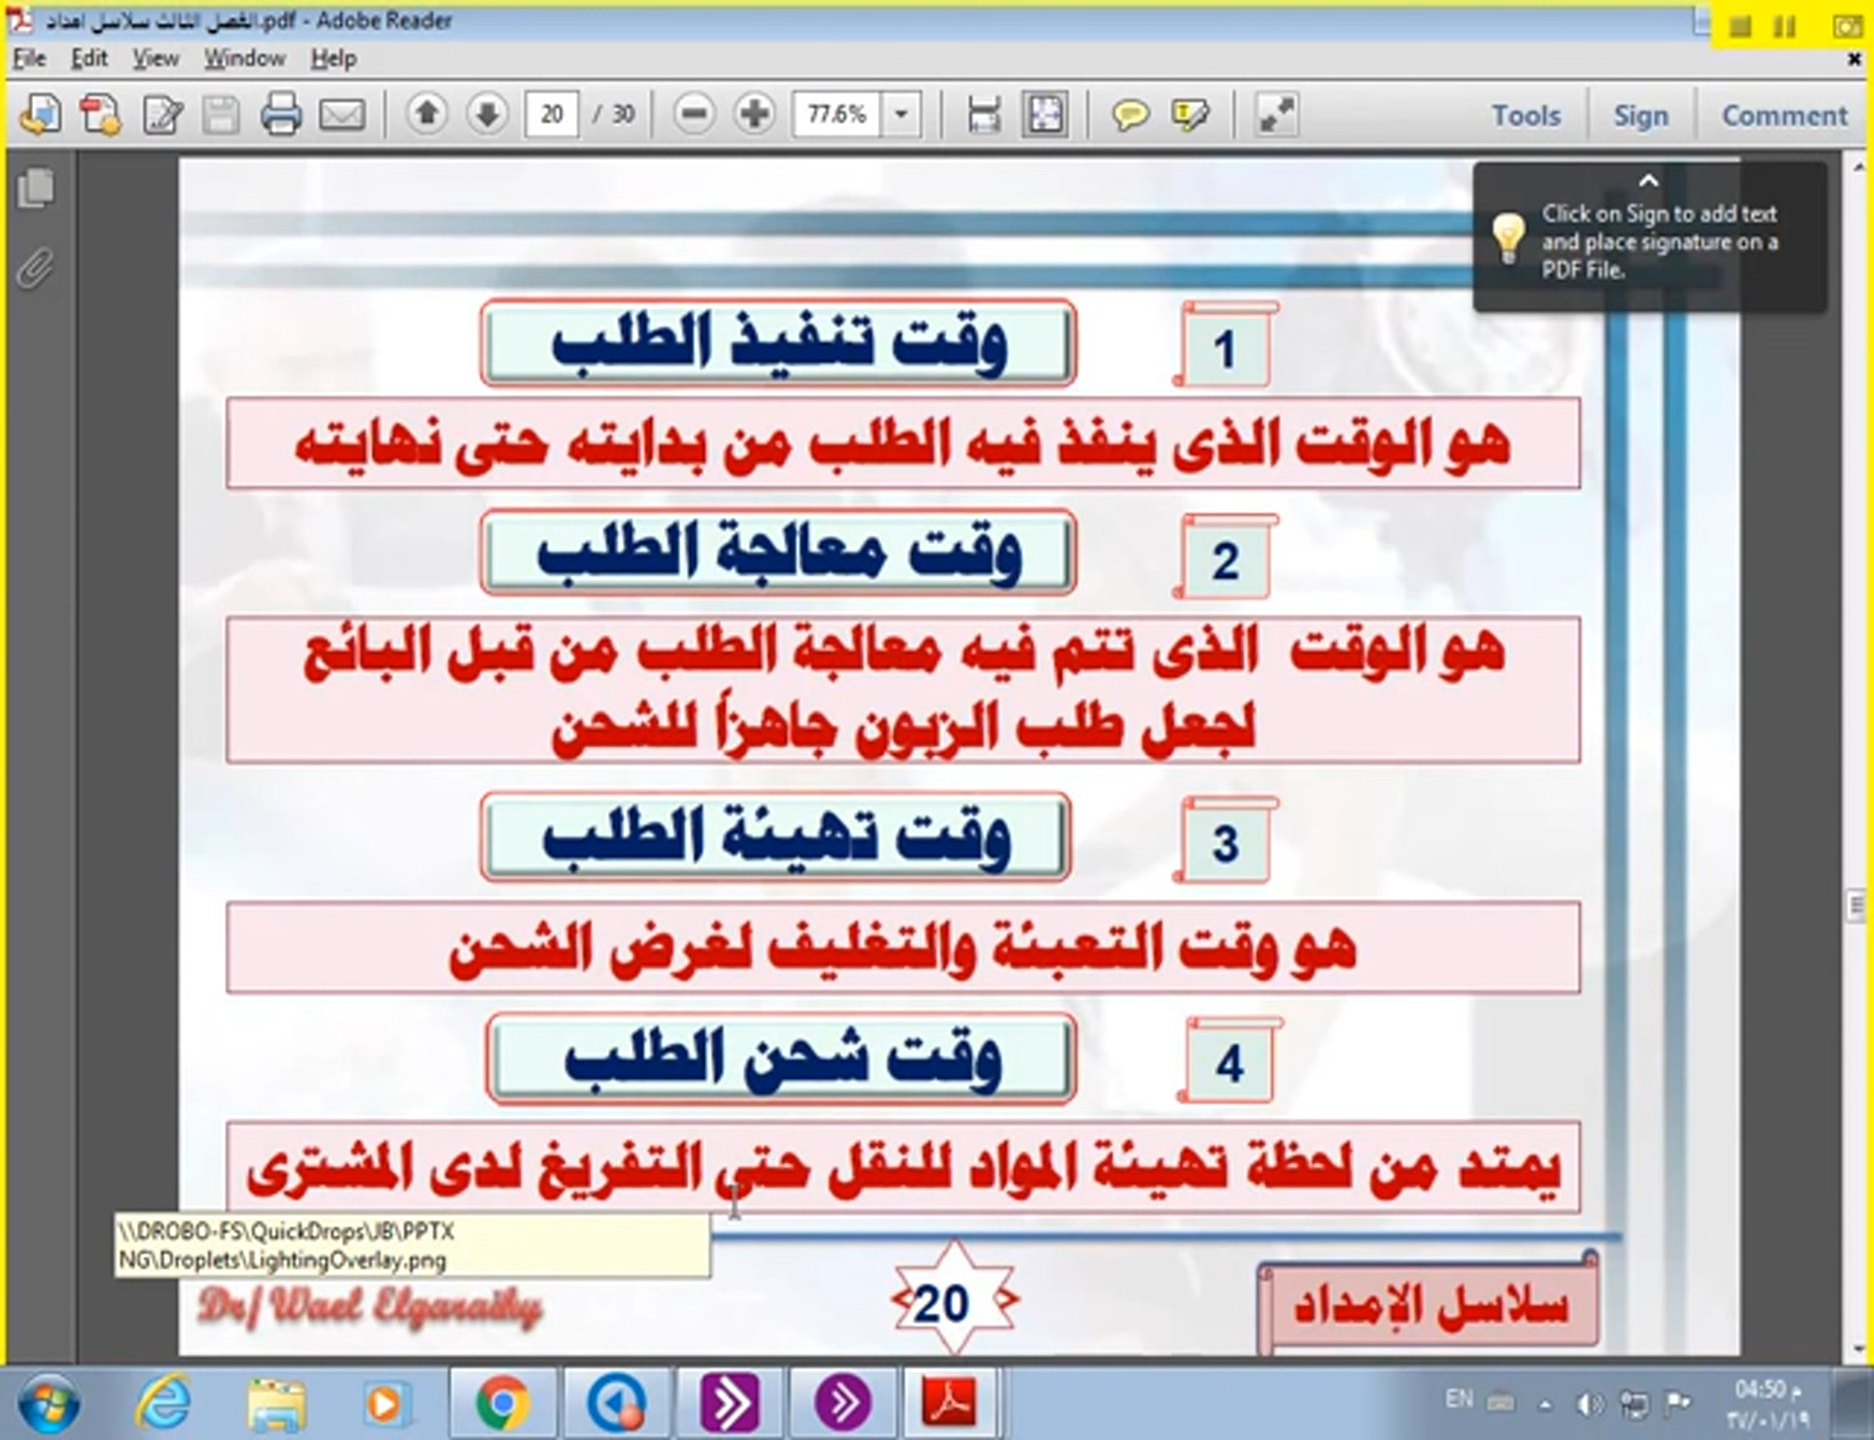 الفصل الثالث سلاسل امداد.pdf - Adobe Reader
File Edit View Window Help
20 / 30 77.6% Tools Sign Comment
Click on Sign to add text
and place signature on a
PDF File.
1 وقت تنفيذ الطلب
هو الوقت الذى ينفذ فيه الطلب من بدايته حتى نهايته
2 وقت معالجة الطلب
هو الوقت الذى تتم فيه معالجة الطلب من قبل البائع
لجعل طلب الزبون جاهزاً للشحن
3 وقت تهيئة الطلب
هو وقت التعبئة والتغليف لغرض الشحن
4 وقت شحن الطلب
يمتد من لحظة تهيئة المواد للنقل حتى التفريغ لدى المشترى
\\DROBO-FS\QuickDrops\JB\PPTX
NG\Droplets\LightingOverlay.png
سلاسل الإمداد
20
Dr/Wael Elgaraihy
EN
04:50 م
٣٧/٠١/١٩